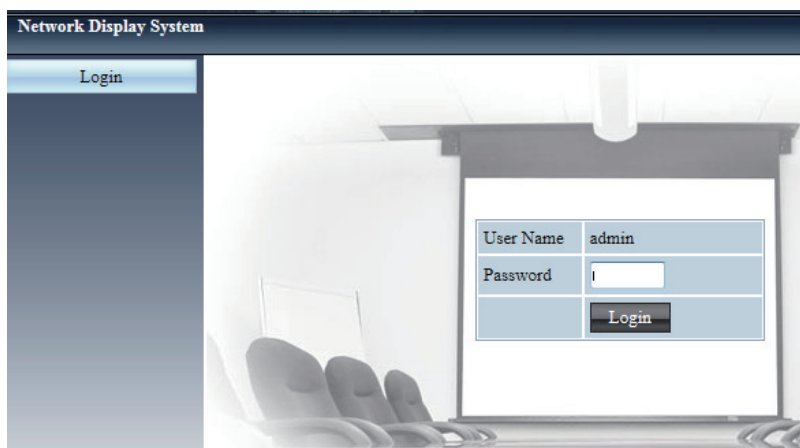 Network Display System
Login
User Name admin
Password
Login